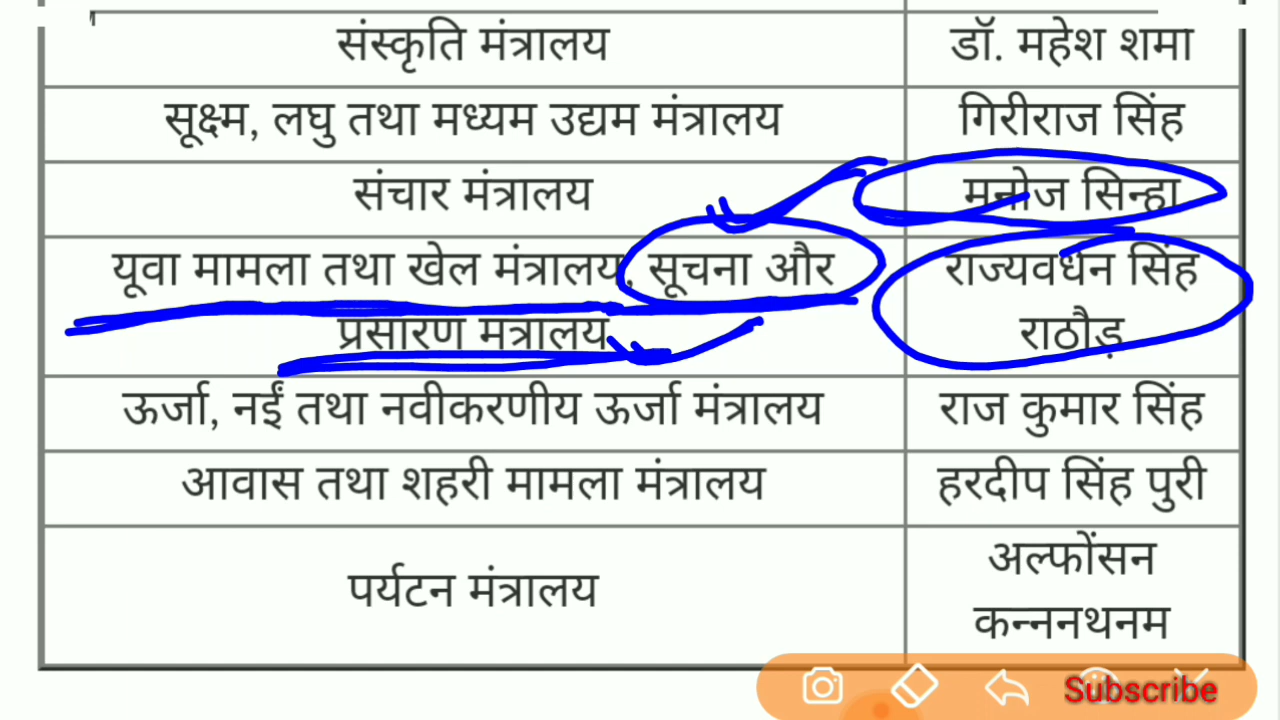 संस्कृति मंत्रालय डॉ. महेश शर्मा
सूक्ष्म, लघु तथा मध्यम उद्यम मंत्रालय गिरीराज सिंह
संचार मंत्रालय मनोज सिन्हा
यूवा मामला तथा खेल मंत्रालय, सूचना और
प्रसारण मंत्रालय
राज्यवर्धन सिंह
राठौड़
ऊर्जा, नईं तथा नवीकरणीय ऊर्जा मंत्रालय राज कुमार सिंह
आवास तथा शहरी मामला मंत्रालय हरदीप सिंह पुरी
पर्यटन मंत्रालय
अल्फोंसन
कन्ननथनम
Subscribe